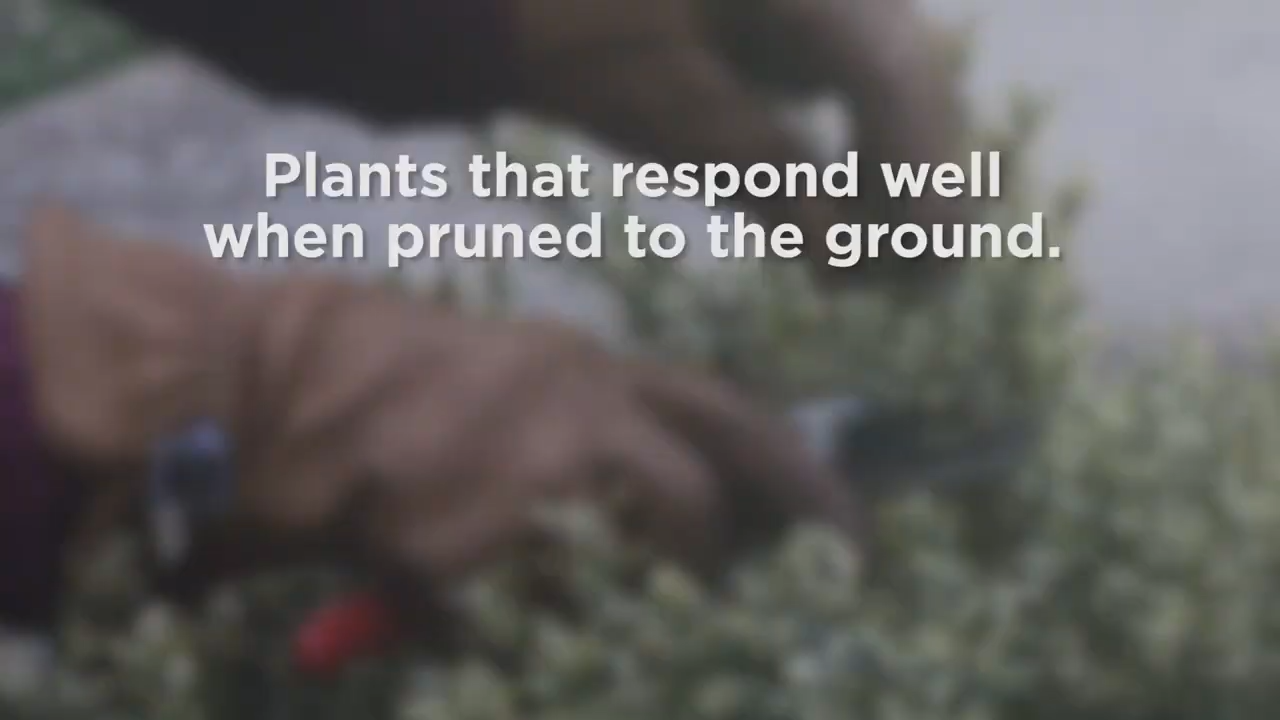 Plants that respond well
when pruned to the ground.